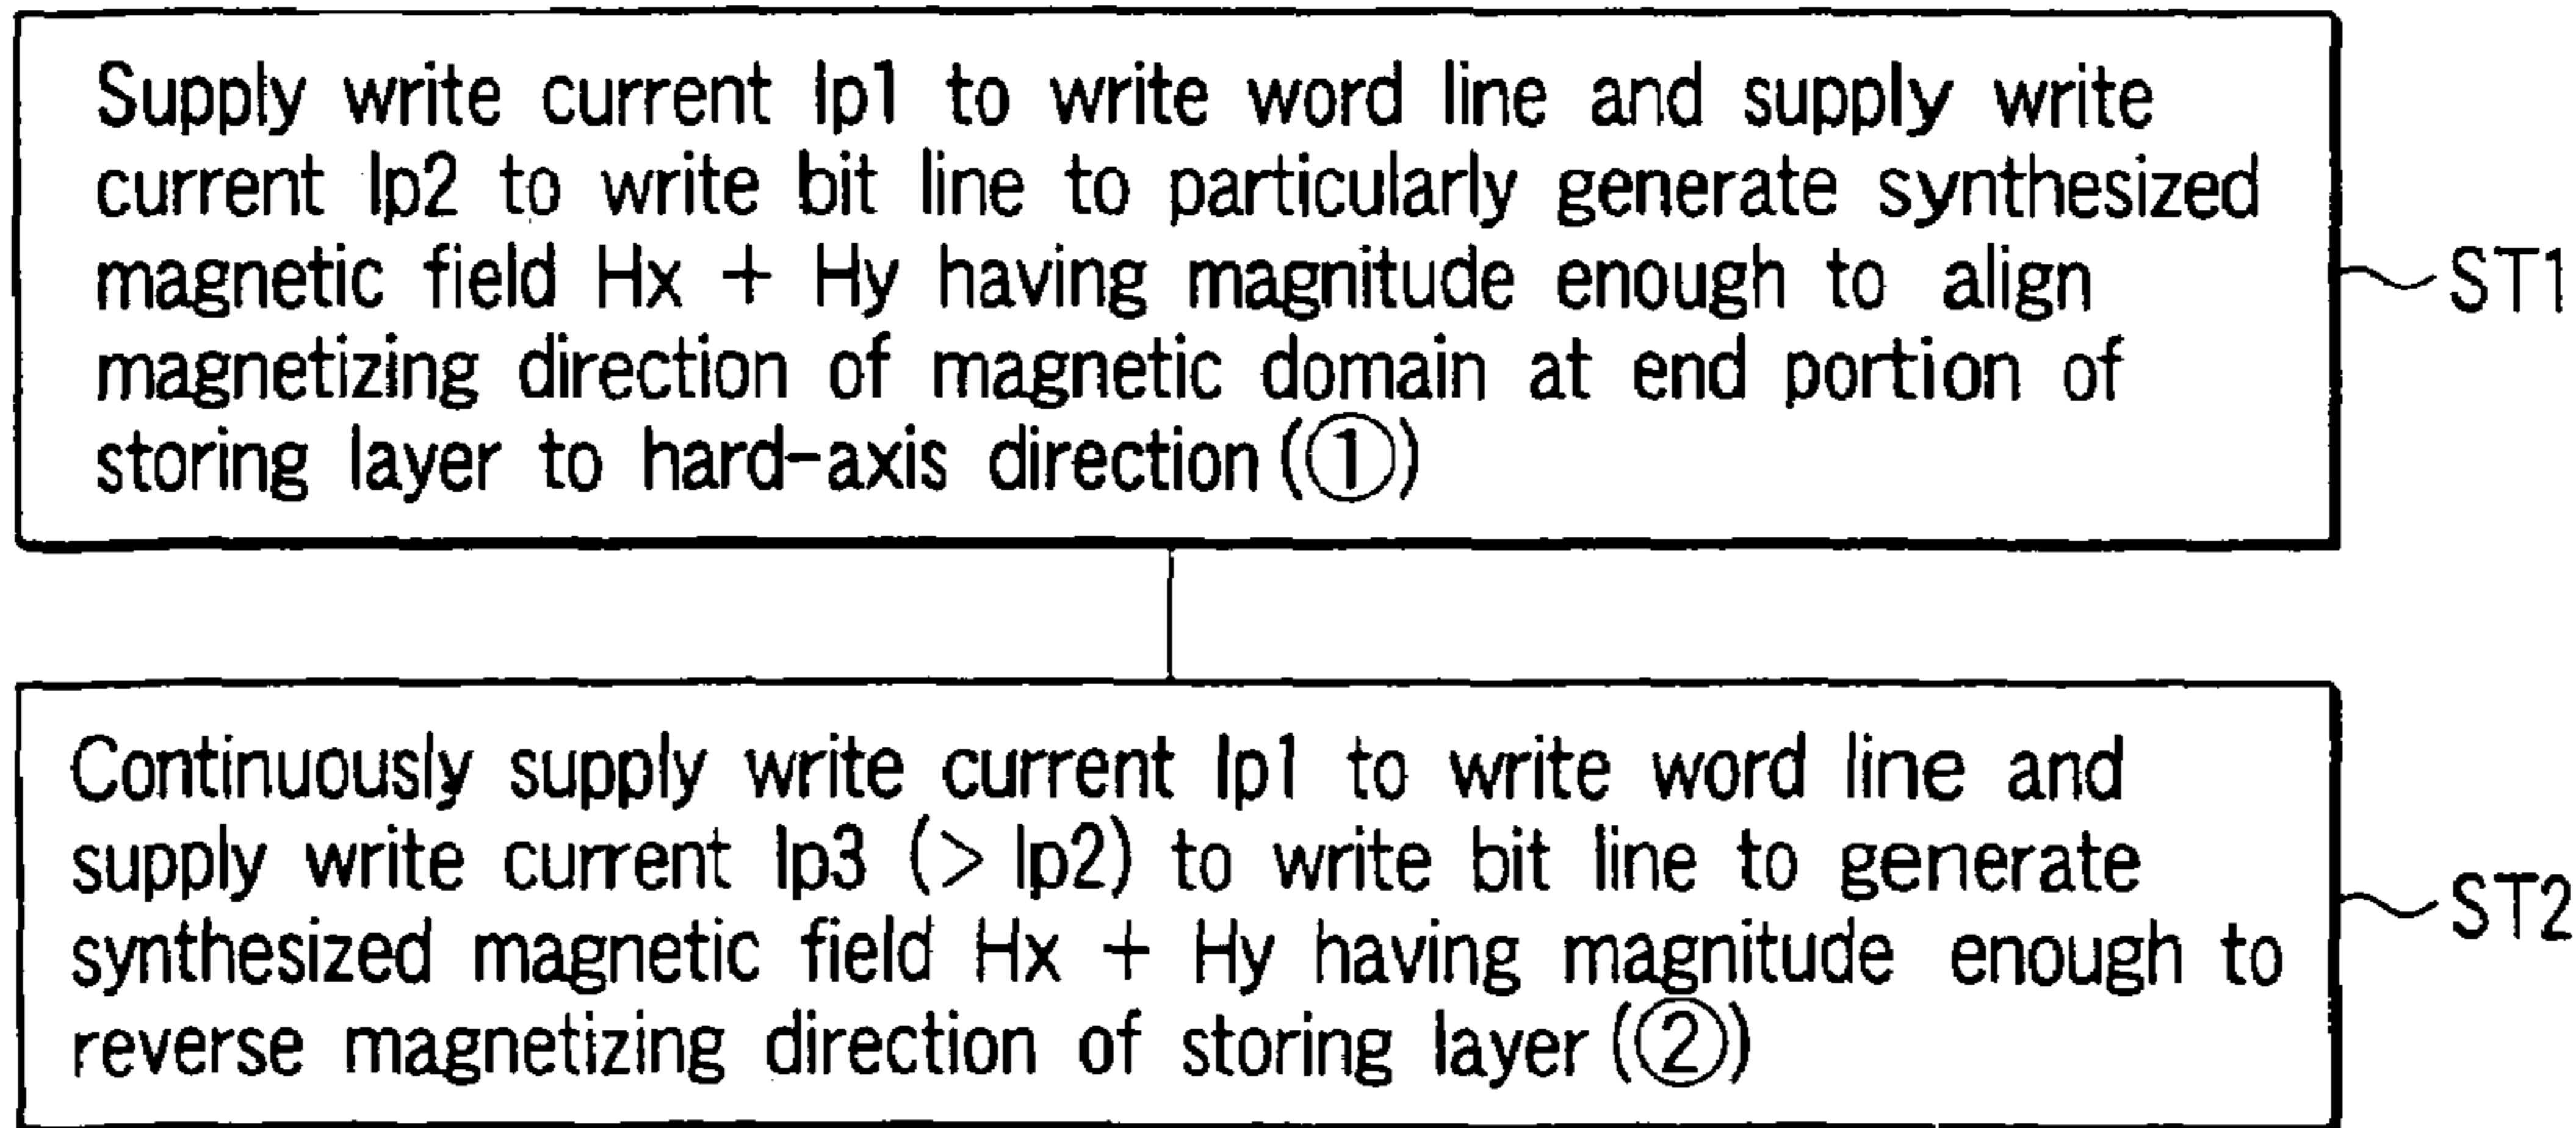 Supply write current Ip1 to write word line and supply write
current Ip2 to write bit line to particularly generate synthesized
magnetic field Hx + Hy having magnitude enough to align
magnetizing direction of magnetic domain at end portion of
storing layer to hard-axis direction (①)
ST1
Continuously supply write current Ip1 to write word line and
supply write current Ip3 (> Ip2) to write bit line to generate
synthesized magnetic field Hx + Hy having magnitude enough to
reverse magnetizing direction of storing layer (②)
ST2